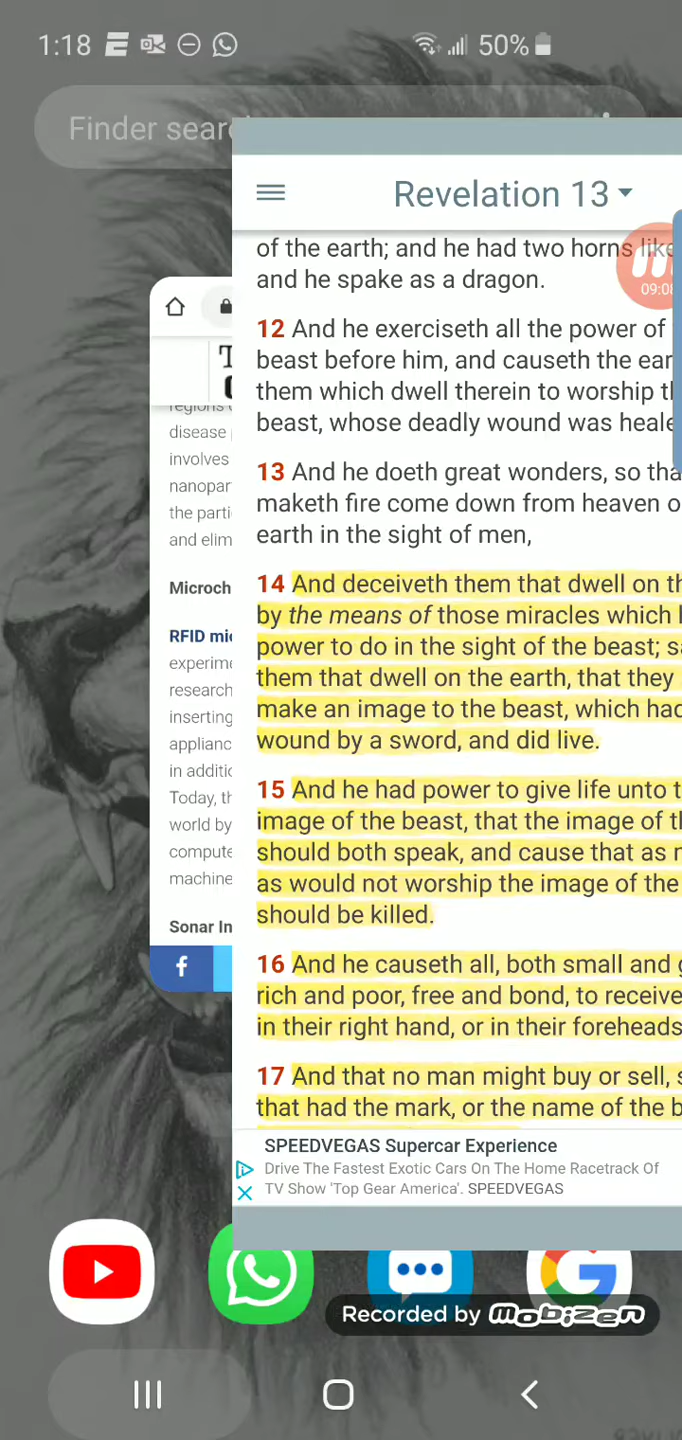 1:18
50%
Finder sear
Revelation 13
of the earth; and he had two horns like
and he spake as a dragon.
09:08
12 And he exerciseth all the power of
beast before him, and causeth the ear
them which dwell therein to worship t
beast, whose deadly wound was heale
13 And he doeth great wonders, so tha
maketh fire come down from heaven o
earth in the sight of men,
14 And deceiveth them that dwell on th
by the means of those miracles which
power to do in the sight of the beast; sa
them that dwell on the earth, that they
make an image to the beast, which had
wound by a sword, and did live.
15 And he had power to give life unto t
image of the beast, that the image of th
should both speak, and cause that as
as would not worship the image of the
should be killed.
16 And he causeth all, both small and g
rich and poor, free and bond, to receive
in their right hand, or in their foreheads
17 And that no man might buy or sell, s
that had the mark, or the name of the b
T
regions
disease
involves
nanopar
the parti
and elim
Microch
RFID mi
experime
research
inserting
applianc
in additic
Today, th
world by
compute
machine
Sonar In
f
SPEEDVEGAS Supercar Experience
Drive The Fastest Exotic Cars On The Home Racetrack Of
TV Show 'Top Gear America'. SPEEDVEGAS
Recorded by mobizen